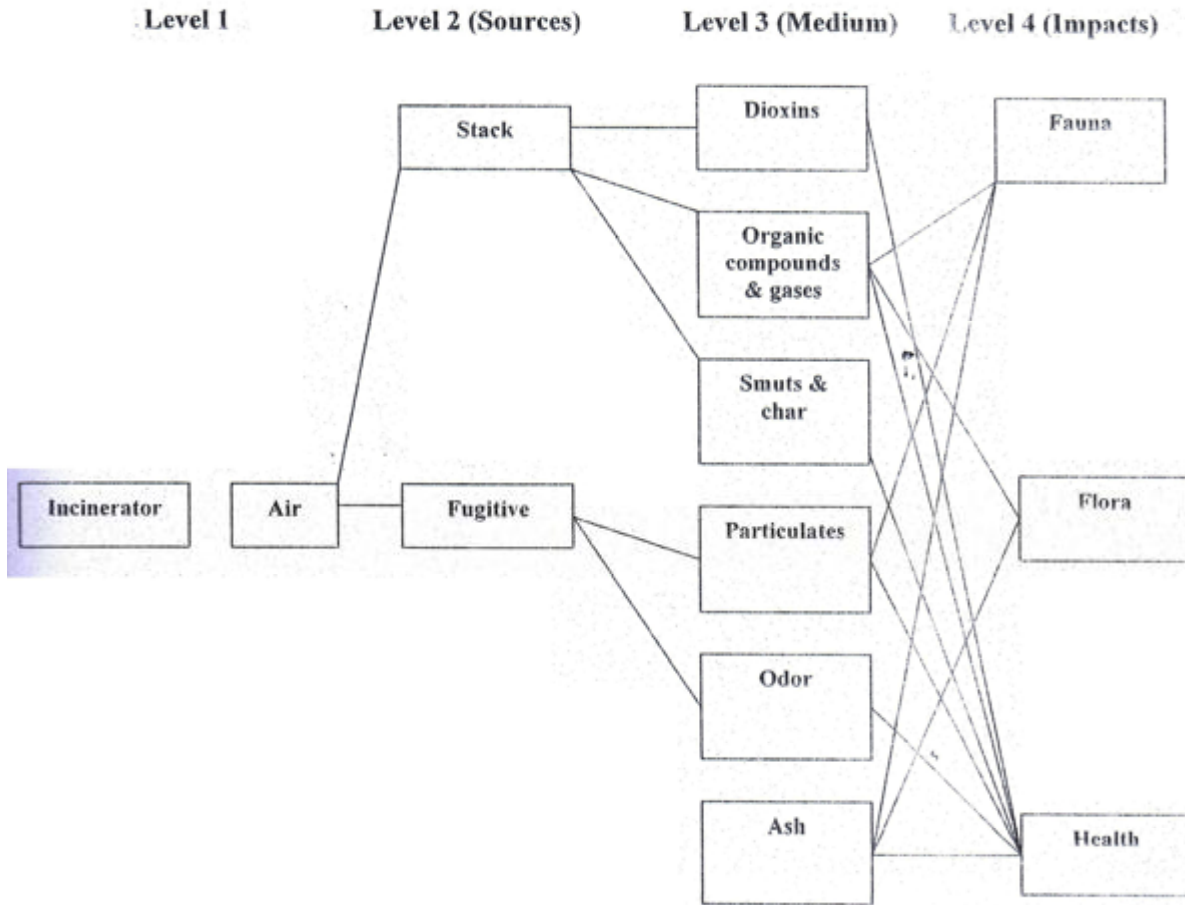 Level 1
Level 2 (Sources)
Level 3 (Medium)
Level 4 (Impacts)
Stack
Dioxins
Fauna
Organic
compounds
& gases
Smuts &
char
Incinerator
Air
Fugitive
Particulates
Flora
Odor
Ash
Health